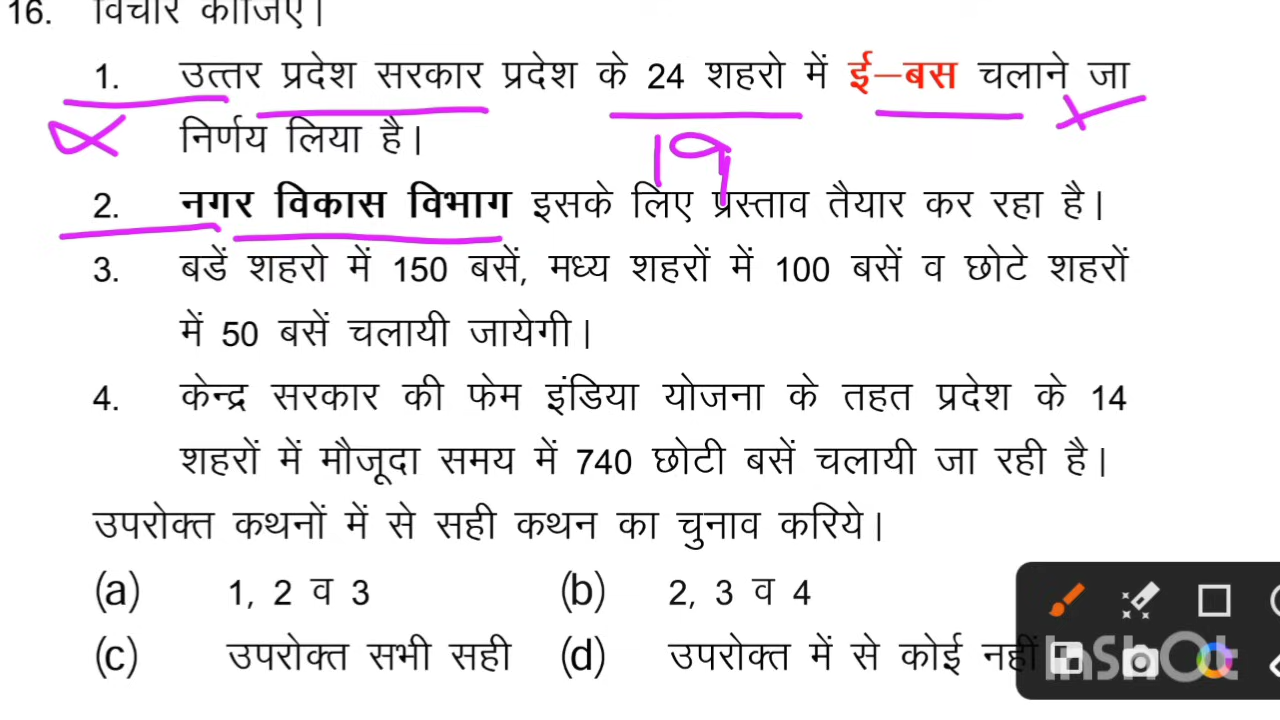 16. विचार कीजिए।
1. उत्तर प्रदेश सरकार प्रदेश के 24 शहरो में ई–बस चलाने जा
निर्णय लिया है।
19
2. नगर विकास विभाग इसके लिए प्रस्ताव तैयार कर रहा है।
3. बडें शहरो में 150 बसें, मध्य शहरों में 100 बसें व छोटे शहरों
में 50 बसें चलायी जायेगी।
4. केन्द्र सरकार की फेम इंडिया योजना के तहत प्रदेश के 14
शहरों में मौजूदा समय में 740 छोटी बसें चलायी जा रही है।
उपरोक्त कथनों में से सही कथन का चुनाव करिये।
(a) 1, 2 व 3 (b) 2, 3 व 4
(c) उपरोक्त सभी सही (d) उपरोक्त में से कोई नहीं
InShOt